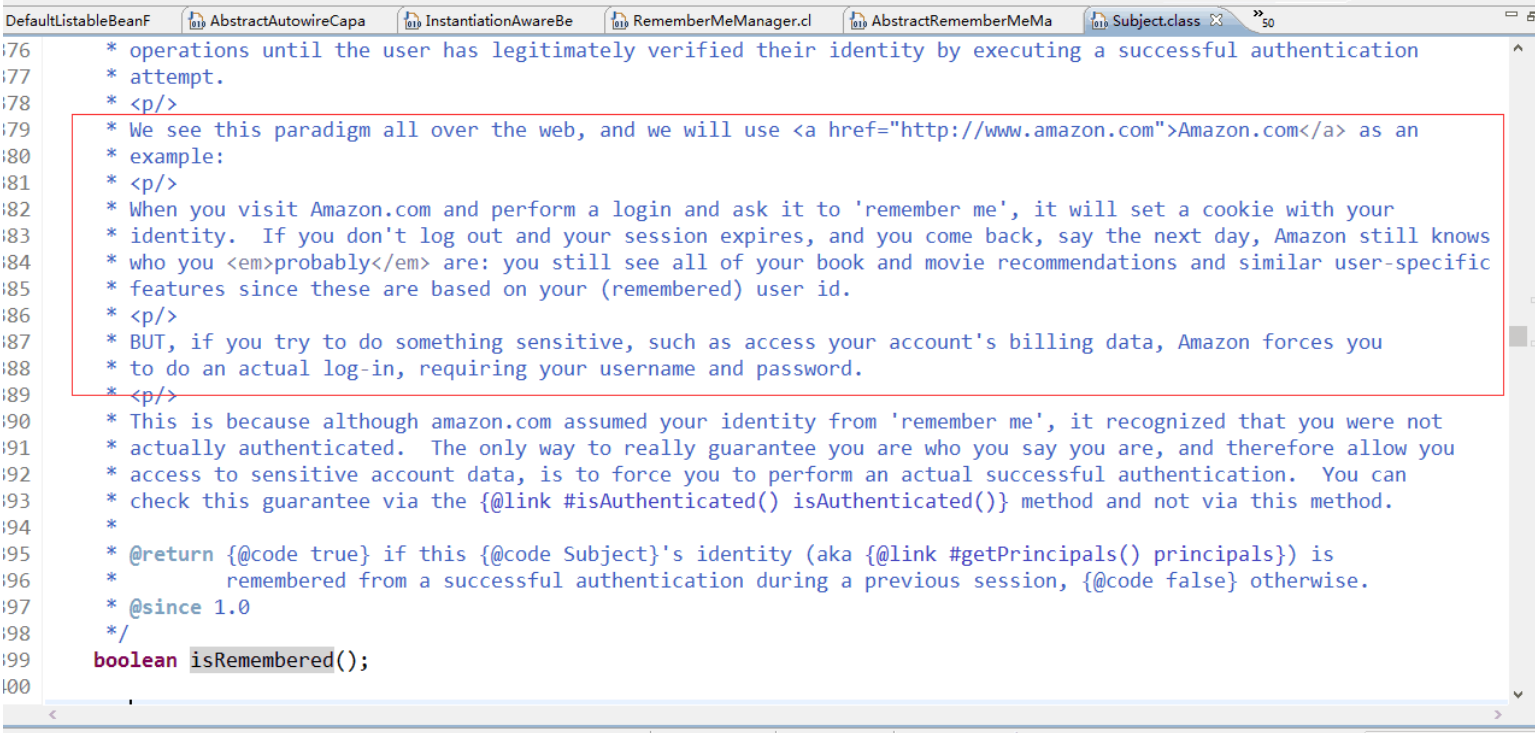 DefaultListableBeanF AbstractAutowireCapa InstantiationAwareBe RememberMeManager.cl AbstractRememberMeMa Subject.class »50
376 * operations until the user has legitimately verified their identity by executing a successful authentication
377 * attempt.
378 * <p/>
379 * We see this paradigm all over the web, and we will use <a href="http://www.amazon.com">Amazon.com</a> as an
380 * example:
381 * <p/>
382 * When you visit Amazon.com and perform a login and ask it to 'remember me', it will set a cookie with your
383 * identity.  If you don't log out and your session expires, and you come back, say the next day, Amazon still knows
384 * who you <em>probably</em> are: you still see all of your book and movie recommendations and similar user-specific
385 * features since these are based on your (remembered) user id.
386 * <p/>
387 * BUT, if you try to do something sensitive, such as access your account's billing data, Amazon forces you
388 * to do an actual log-in, requiring your username and password.
389 * <p/>
390 * This is because although amazon.com assumed your identity from 'remember me', it recognized that you were not
391 * actually authenticated.  The only way to really guarantee you are who you say you are, and therefore allow you
392 * access to sensitive account data, is to force you to perform an actual successful authentication.  You can
393 * check this guarantee via the {@link #isAuthenticated() isAuthenticated()} method and not via this method.
394 *
395 * @return {@code true} if this {@code Subject}'s identity (aka {@link #getPrincipals() principals}) is
396 *         remembered from a successful authentication during a previous session, {@code false} otherwise.
397 * @since 1.0
398 */
399 boolean isRemembered();
400